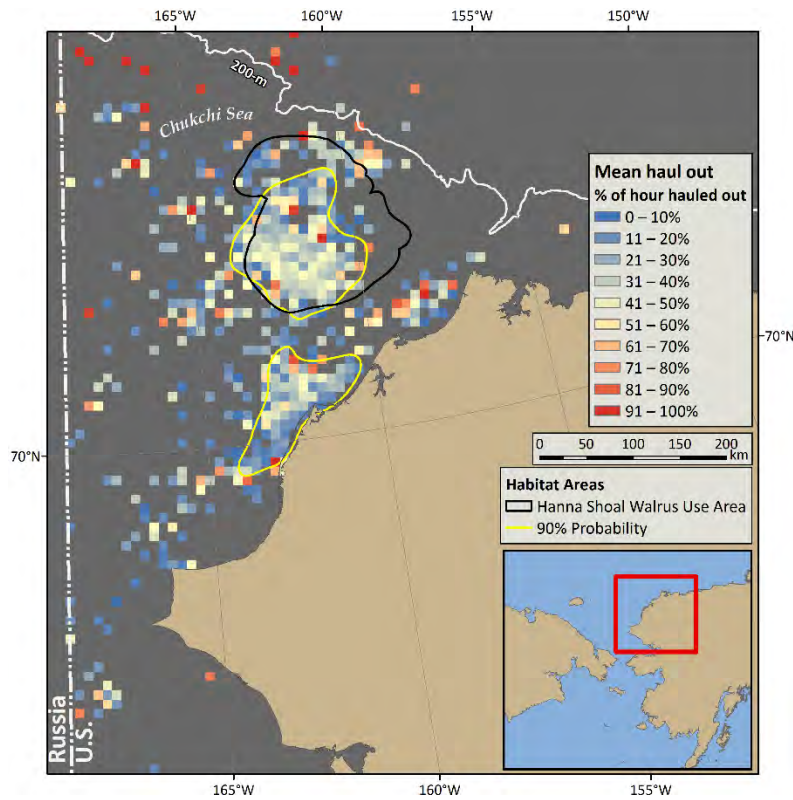 165°W 160°W 155°W 150°W
200-m
Chukchi Sea
Mean haul out
% of hour hauled out
0 – 10%
11 – 20%
21 – 30%
31 – 40%
41 – 50%
51 – 60%
61 – 70%
71 – 80%
81 – 90%
91 – 100%
70°N
0 50 100 150 200
km
70°N
Habitat Areas
Hanna Shoal Walrus Use Area
90% Probability
Russia
U.S.
165°W 160°W 155°W